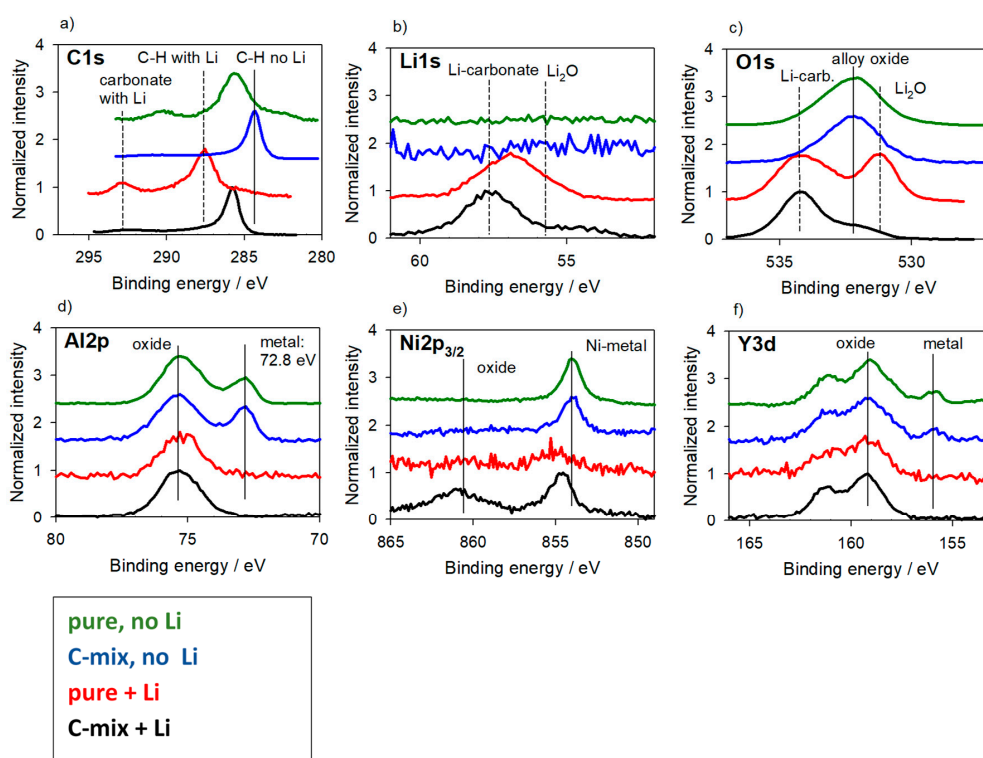 a)
C1s
C-H with Li
C-H no Li
carbonate
with Li
Normalized intensity
4
3
2
1
0
295
290
285
280
Binding energy / eV
b)
Li1s
Li-carbonate
Li₂O
Normalized intensity
4
3
2
1
0
60
55
Binding energy / eV
c)
O1s
alloy oxide
Li-carb.
Li₂O
Normalized intensity
4
3
2
1
0
535
530
Binding energy / eV
d)
Al2p
oxide
metal:
72.8 eV
Normalized intensity
4
3
2
1
0
80
75
70
Binding energy / eV
e)
Ni2p₃/₂
Ni-metal
oxide
Normalized intensity
4
3
2
1
0
865
860
854
850
Binding energy / eV
f)
Y3d
oxide
metal
Normalized intensity
4
3
2
1
0
165
159
154
Binding energy / eV
pure, no Li
C-mix, no Li
pure + Li
C-mix + Li